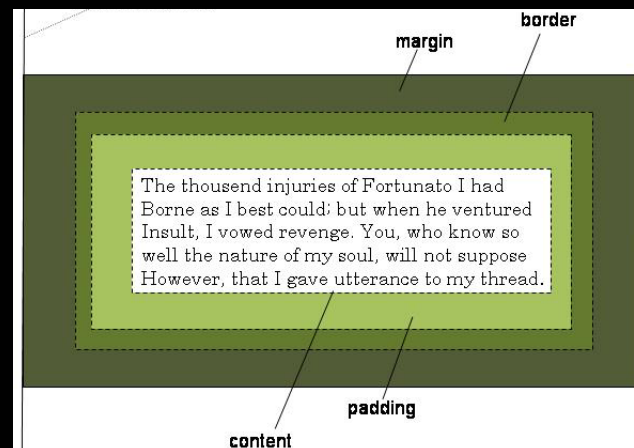 border
margin
The thousend injuries of Fortunato I had
Borne as I best could; but when he ventured
Insult, I vowed revenge. You, who know so
well the nature of my soul, will not suppose
However, that I gave utterance to my thread.
padding
content